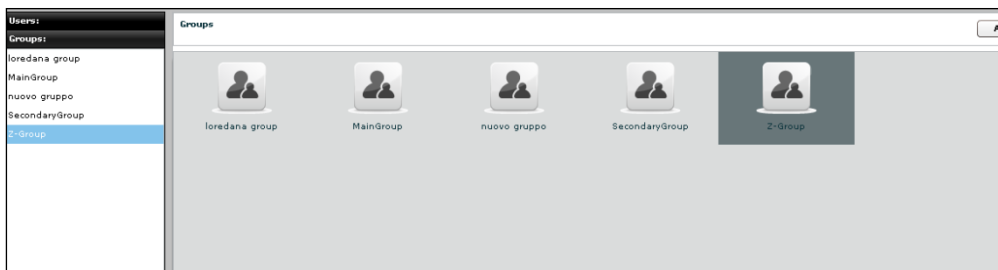 Users:
Groups:
loredana group
MainGroup
nuovo gruppo
SecondaryGroup
Z-Group
Groups
A
loredana group
MainGroup
nuovo gruppo
SecondaryGroup
Z-Group